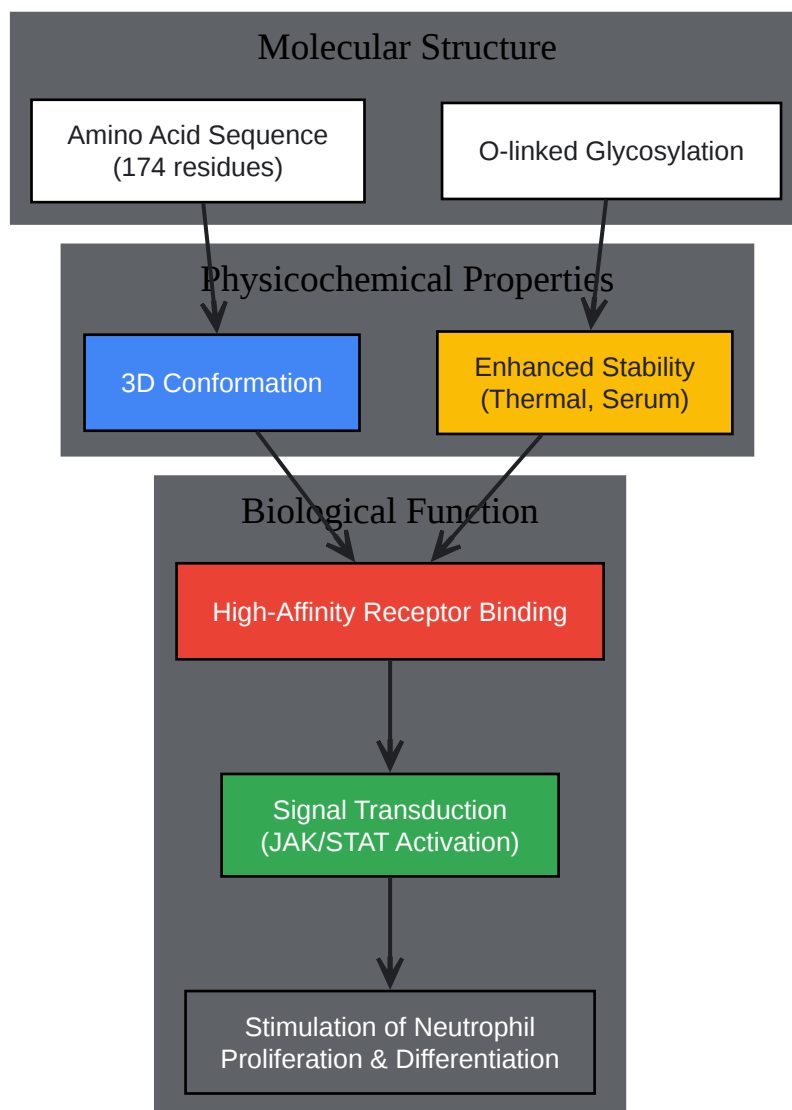 Molecular Structure
Amino Acid Sequence
(174 residues)
O-linked Glycosylation
Physicochemical Properties
3D Conformation
Enhanced Stability
(Thermal, Serum)
Biological Function
High-Affinity Receptor Binding
Signal Transduction
(JAK/STAT Activation)
Stimulation of Neutrophil
Proliferation & Differentiation